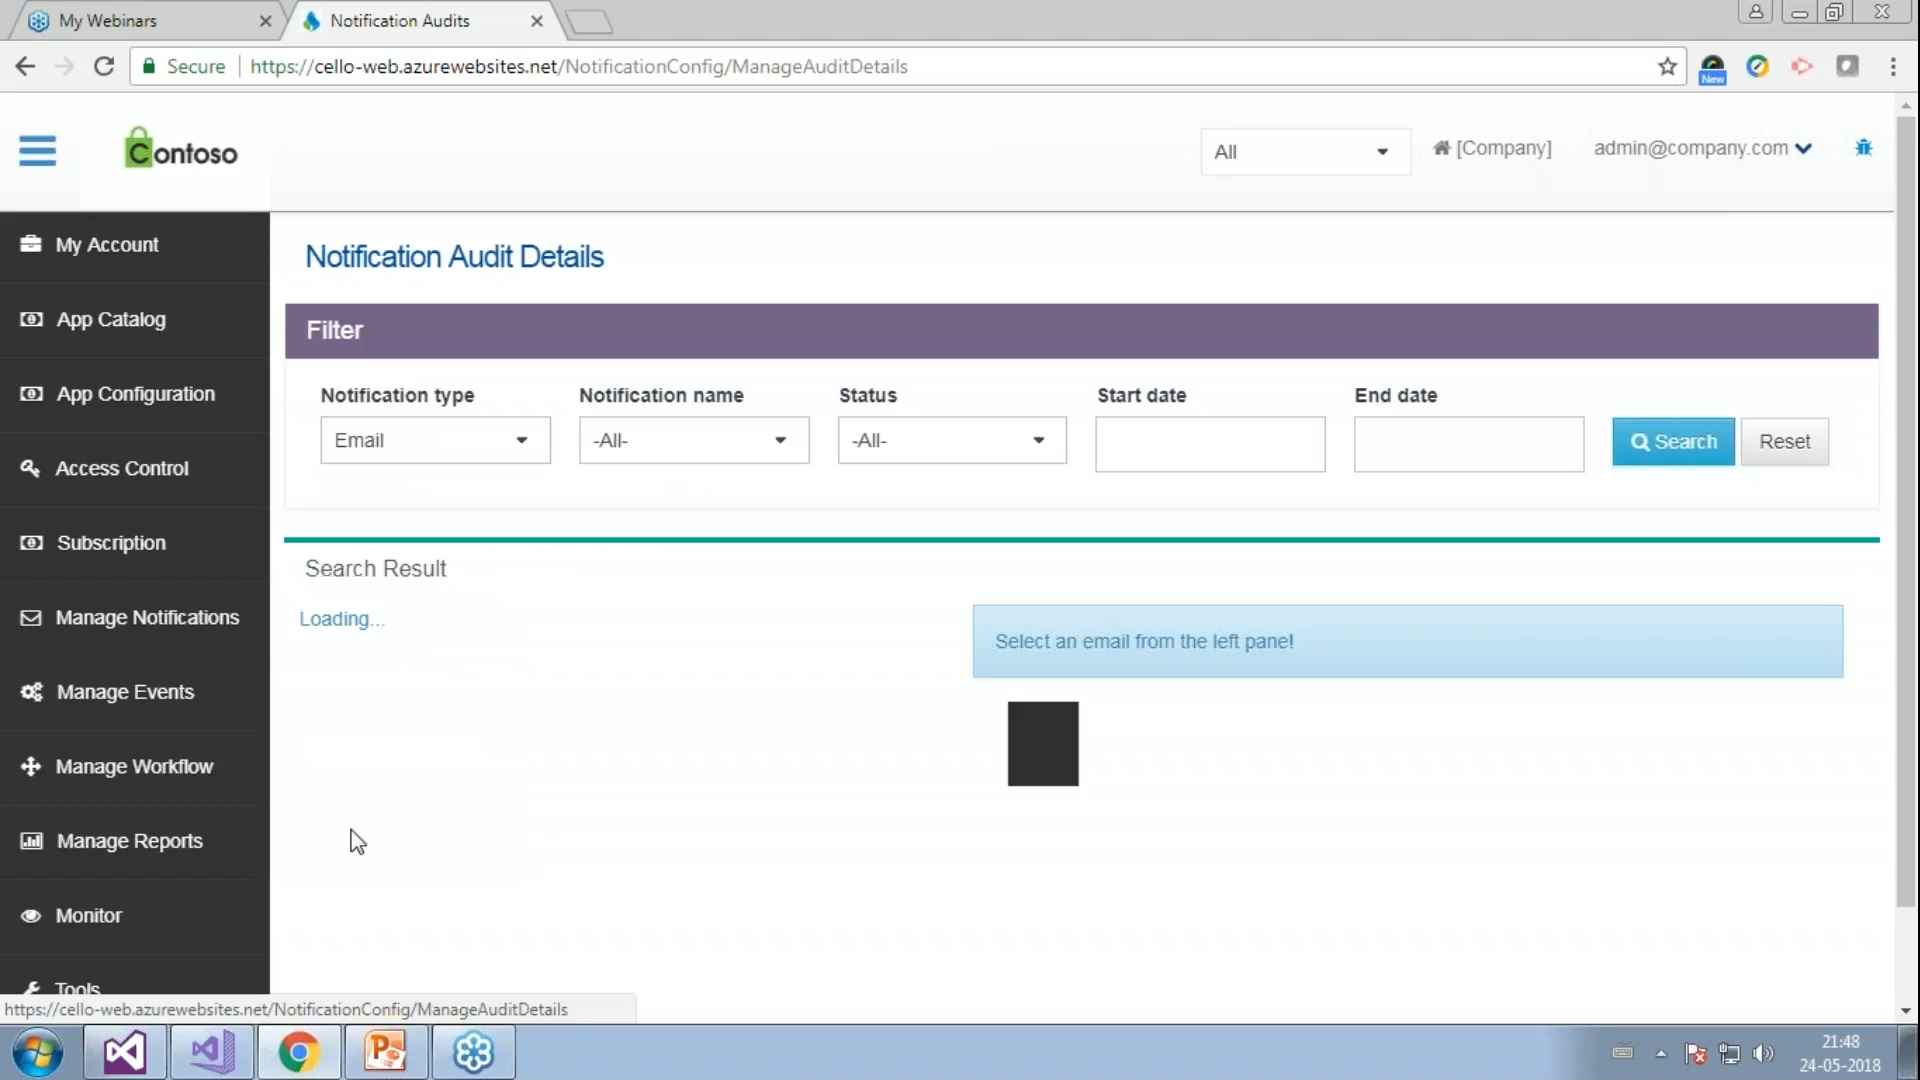 My Webinars
Notification Audits
Secure
https://cello-web.azurewebsites.net/NotificationConfig/ManageAuditDetails
New
Contoso
All
[Company]
admin@company.com
My Account
App Catalog
App Configuration
Access Control
Subscription
Manage Notifications
Manage Events
Manage Workflow
Manage Reports
Monitor
Tools
Notification Audit Details
Filter
Notification type
Notification name
Status
Start date
End date
Email
-All-
-All-
Search
Reset
Search Result
Loading...
Select an email from the left pane!
https://cello-web.azurewebsites.net/NotificationConfig/ManageAuditDetails
21:48
24-05-2018